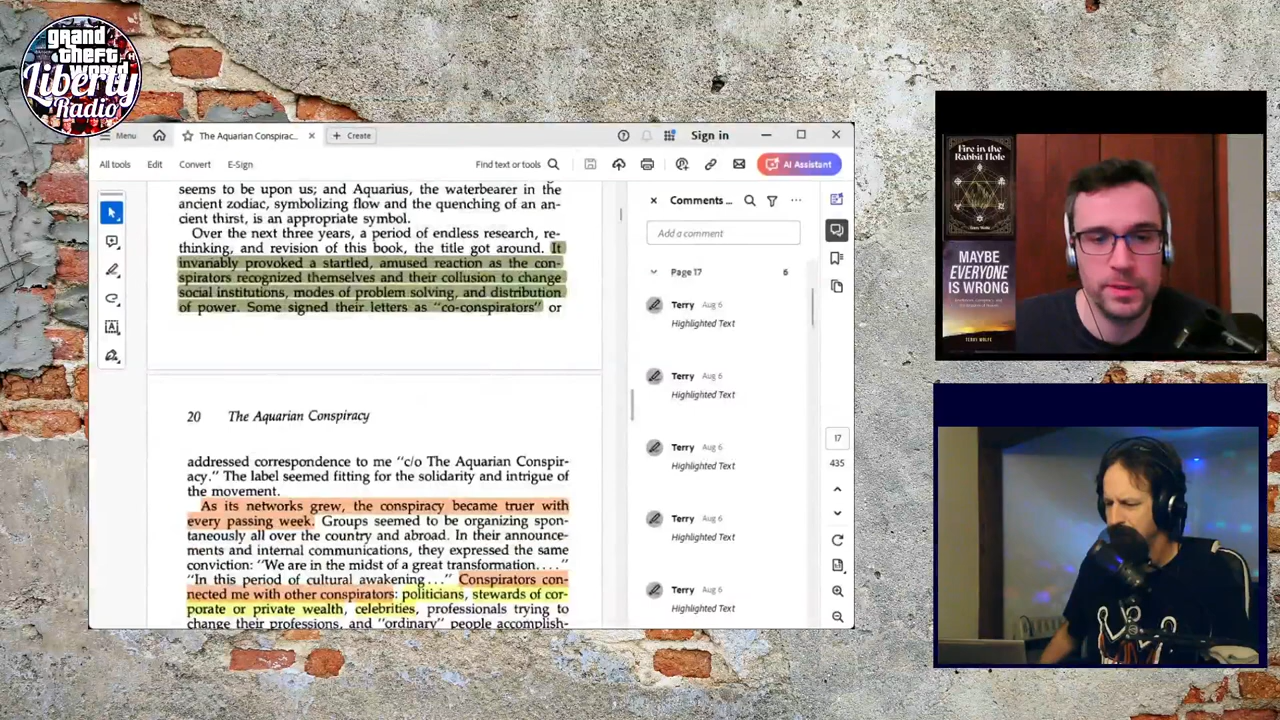 grand
theft
world
Liberty
Radio
Menu
The Aquarian Conspirac...
Create
Sign in
All tools
Edit
Convert
E-Sign
Find text or tools
AI Assistant
seems to be upon us; and Aquarius, the waterbearer in the
ancient zodiac, symbolizing flow and the quenching of an an-
cient thirst, is an appropriate symbol.
Over the next three years, a period of endless research, re-
thinking, and revision of this book, the title got around. It
invariably provoked a startled, amused reaction as the con-
spirators recognized themselves and their collusion to change
social institutions, modes of problem solving, and distribution
of power. Some signed their letters as "co-conspirators" or
20 The Aquarian Conspiracy
addressed correspondence to me "c/o The Aquarian Conspir-
acy." The label seemed fitting for the solidarity and intrigue of
the movement.
As its networks grew, the conspiracy became truer with
every passing week. Groups seemed to be organizing spon-
taneously all over the country and abroad. In their announce-
ments and internal communications, they expressed the same
conviction: "We are in the midst of a great transformation. . . ."
"In this period of cultural awakening . . ." Conspirators con-
nected me with other conspirators: politicians, stewards of cor-
porate or private wealth, celebrities, professionals trying to
change their professions, and "ordinary" people accomplish-
Comments ...
Add a comment
Page 17
6
Terry Aug 6
Highlighted Text
Terry Aug 6
Highlighted Text
Terry Aug 6
Highlighted Text
Terry Aug 6
Highlighted Text
Terry Aug 6
Highlighted Text
17
435
Fire in the
Rabbit Hole
MAYBE
EVERYONE
IS WRONG
TERRY WOLFE